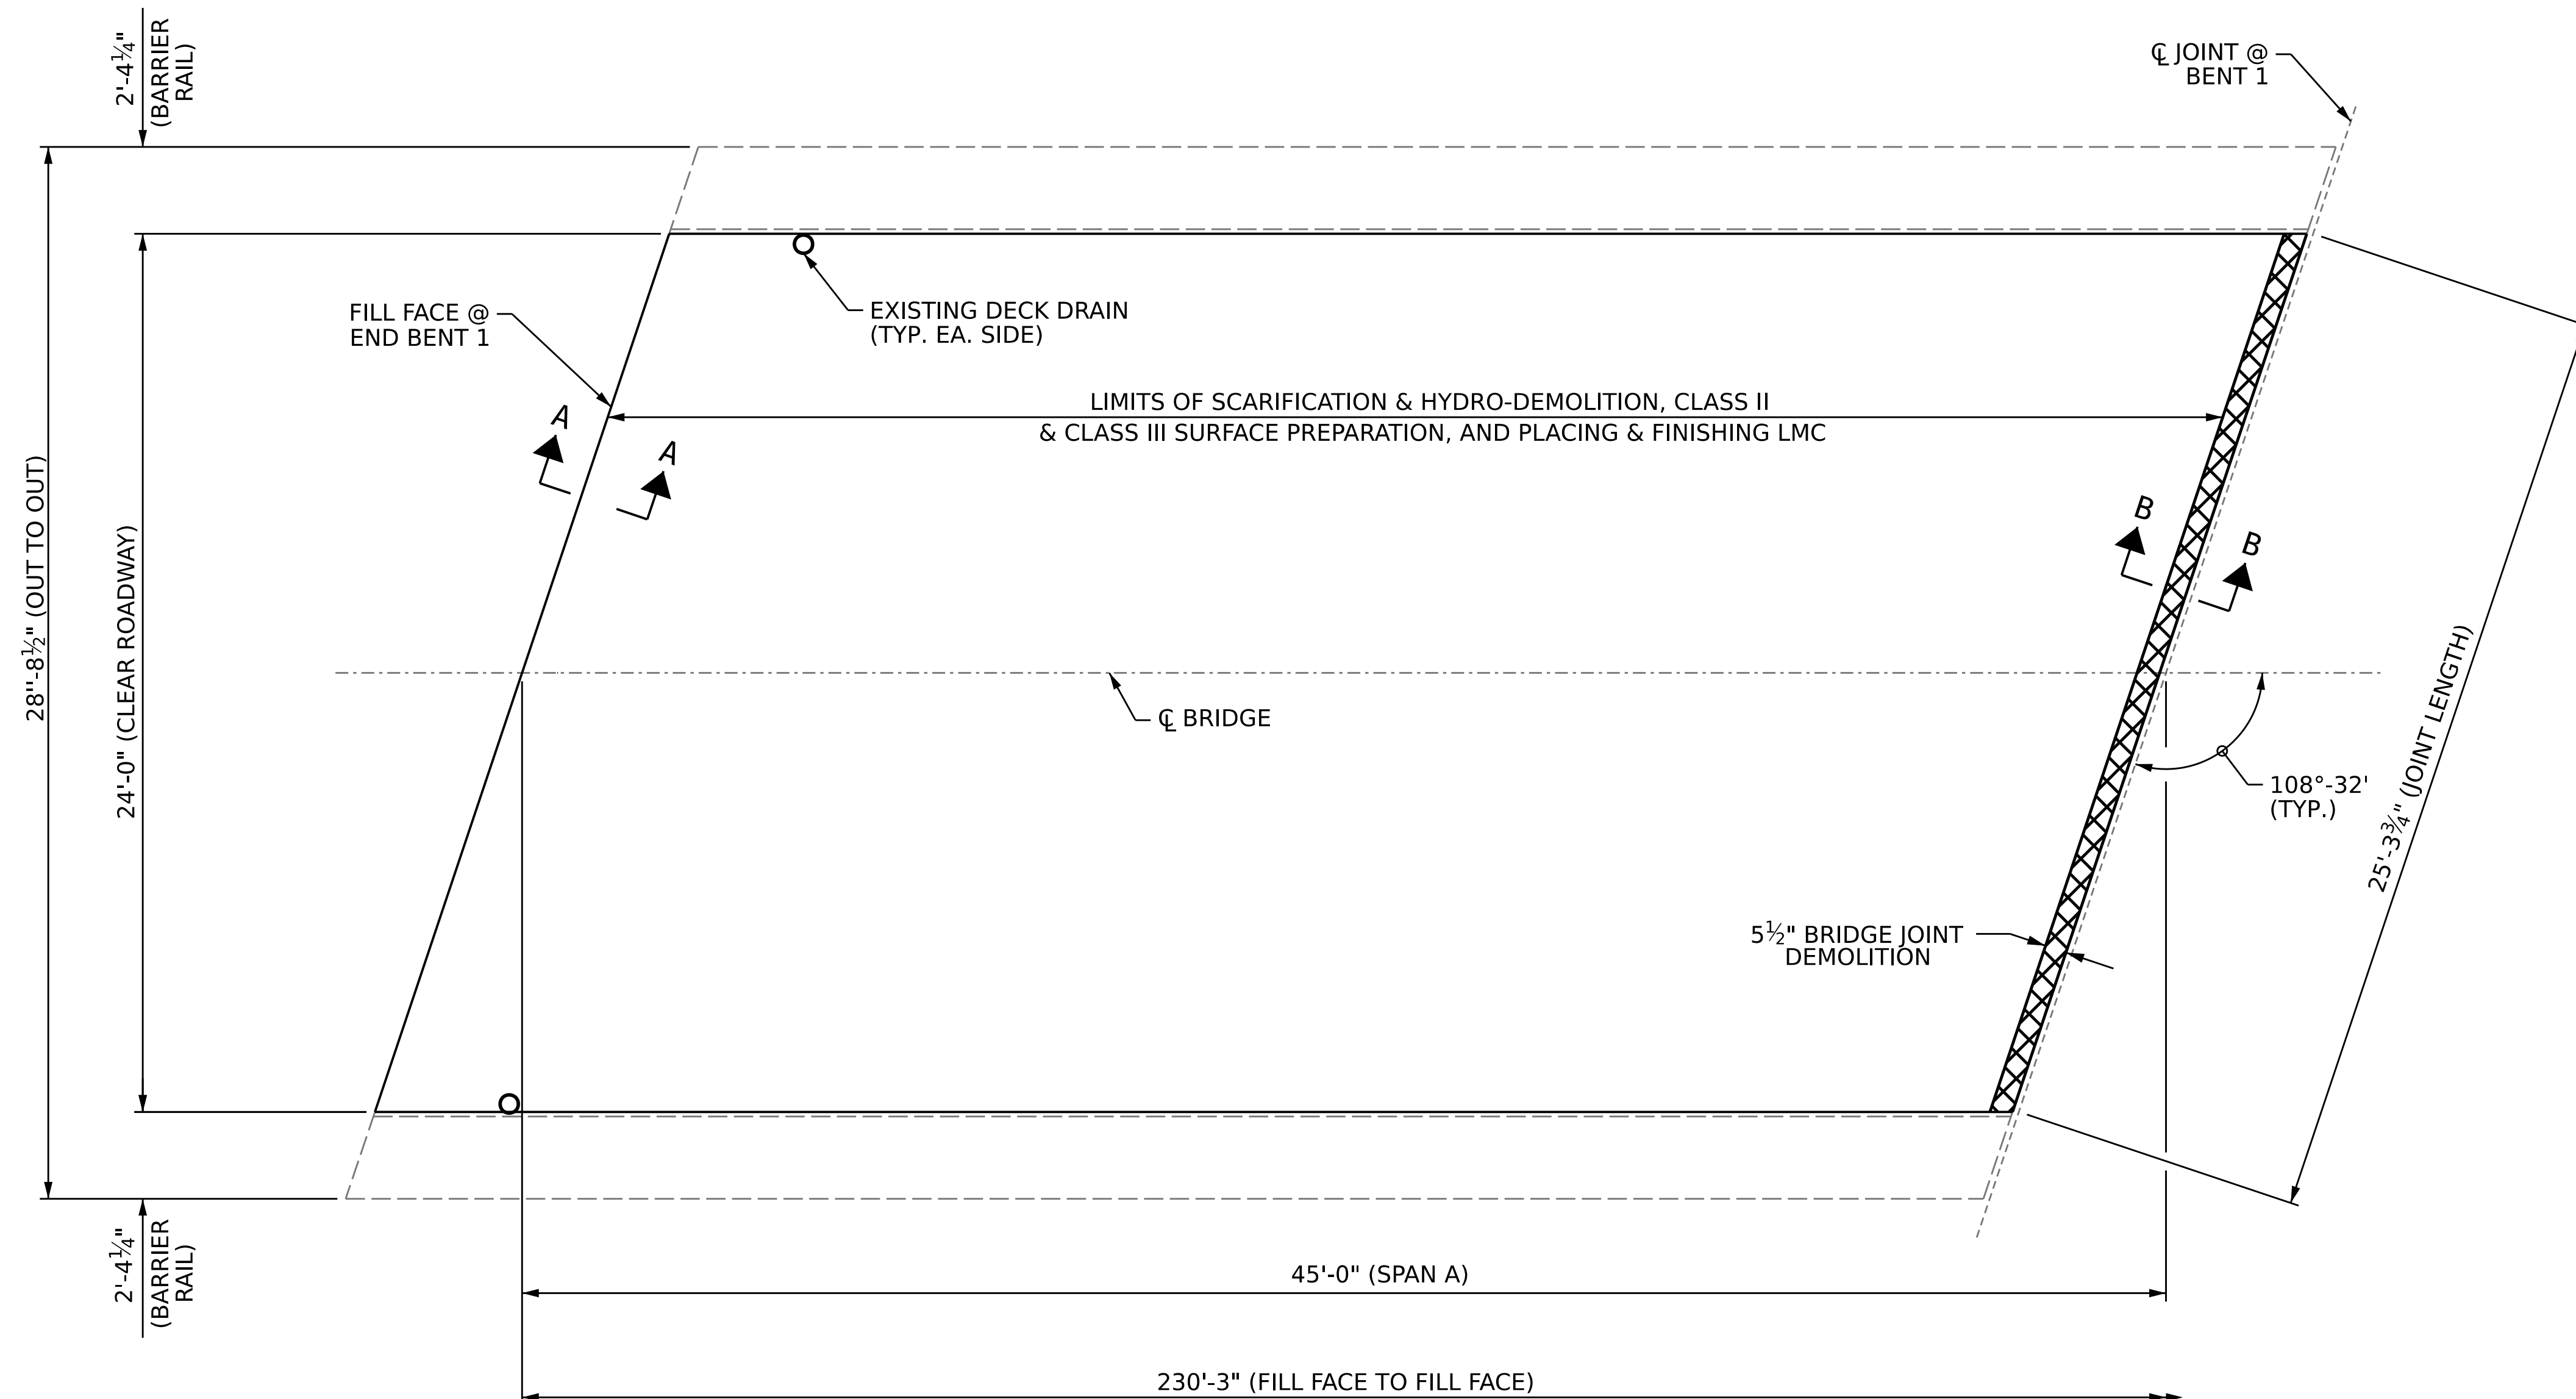 2'-4¼"
(BARRIER
RAIL)
℄ JOINT @
BENT 1
FILL FACE @
END BENT 1
EXISTING DECK DRAIN
(TYP. EA. SIDE)
LIMITS OF SCARIFICATION & HYDRO-DEMOLITION, CLASS II
& CLASS III SURFACE PREPARATION, AND PLACING & FINISHING LMC
A
A
B
B
28''-8½" (OUT TO OUT)
24'-0" (CLEAR ROADWAY)
℄ BRIDGE
108°-32'
(TYP.)
25'-3¾" (JOINT LENGTH)
5½" BRIDGE JOINT
DEMOLITION
2'-4¼"
(BARRIER
RAIL)
45'-0" (SPAN A)
230'-3" (FILL FACE TO FILL FACE)